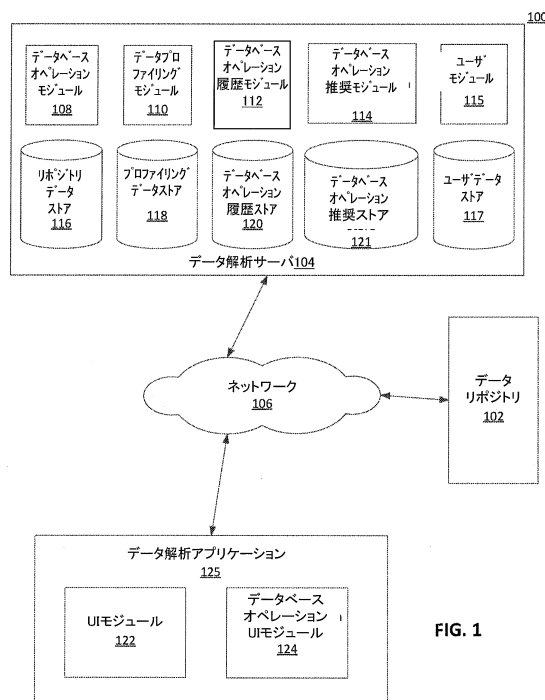 100
データベース
オペレーション
モジュール
108
データプロ
ファイリング
モジュール
110
データベース
オペレーション
履歴モジュール
112
データベース
オペレーション
推奨モジュール
114
ユーザ
モジュール
115
リポジトリ
データ
ストア
116
プロファイリング
データストア
118
データベース
オペレーション
履歴ストア
120
データベース
オペレーション
推奨ストア
121
ユーザデータ
ストア
117
データ解析サーバ104
ネットワーク
106
データ
リポジトリ
102
データ解析アプリケーション
125
UIモジュール
122
データベース
オペレーション
UIモジュール
124
FIG. 1